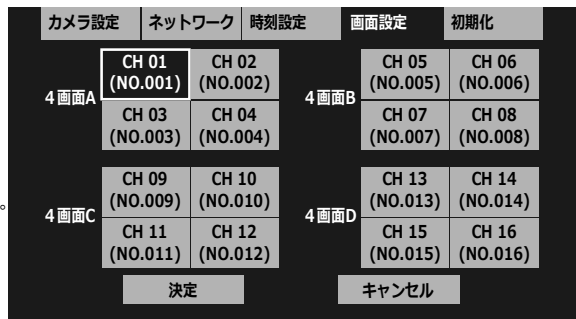 カメラ設定 ネットワーク 時刻設定 画面設定 初期化
4画面A
CH 01 (NO.001)
CH 02 (NO.002)
CH 03 (NO.003)
CH 04 (NO.004)
4画面B
CH 05 (NO.005)
CH 06 (NO.006)
CH 07 (NO.007)
CH 08 (NO.008)
。
4画面C
CH 09 (NO.009)
CH 10 (NO.010)
CH 11 (NO.011)
CH 12 (NO.012)
4画面D
CH 13 (NO.013)
CH 14 (NO.014)
CH 15 (NO.015)
CH 16 (NO.016)
決定 キャンセル